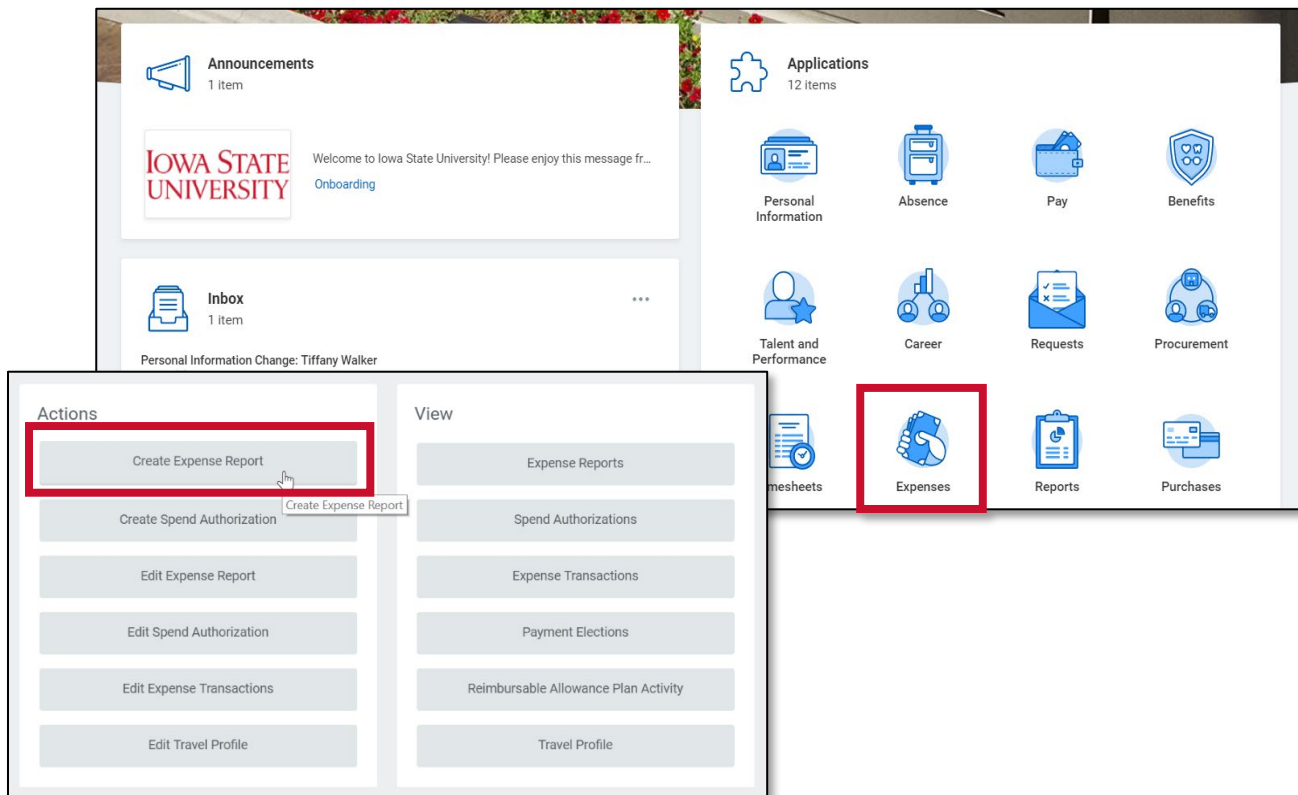 Announcements
1 item
IOWA STATE
UNIVERSITY
Welcome to Iowa State University! Please enjoy this message fr...
Onboarding
Inbox
1 item
Personal Information Change: Tiffany Walker
Applications
12 items
Personal
Information
Absence
Pay
Benefits
Talent and
Performance
Career
Requests
Procurement
mesheets
Expenses
Reports
Purchases
Actions
Create Expense Report
Create Expense Report
Create Spend Authorization
Edit Expense Report
Edit Spend Authorization
Edit Expense Transactions
Edit Travel Profile
View
Expense Reports
Spend Authorizations
Expense Transactions
Payment Elections
Reimbursable Allowance Plan Activity
Travel Profile